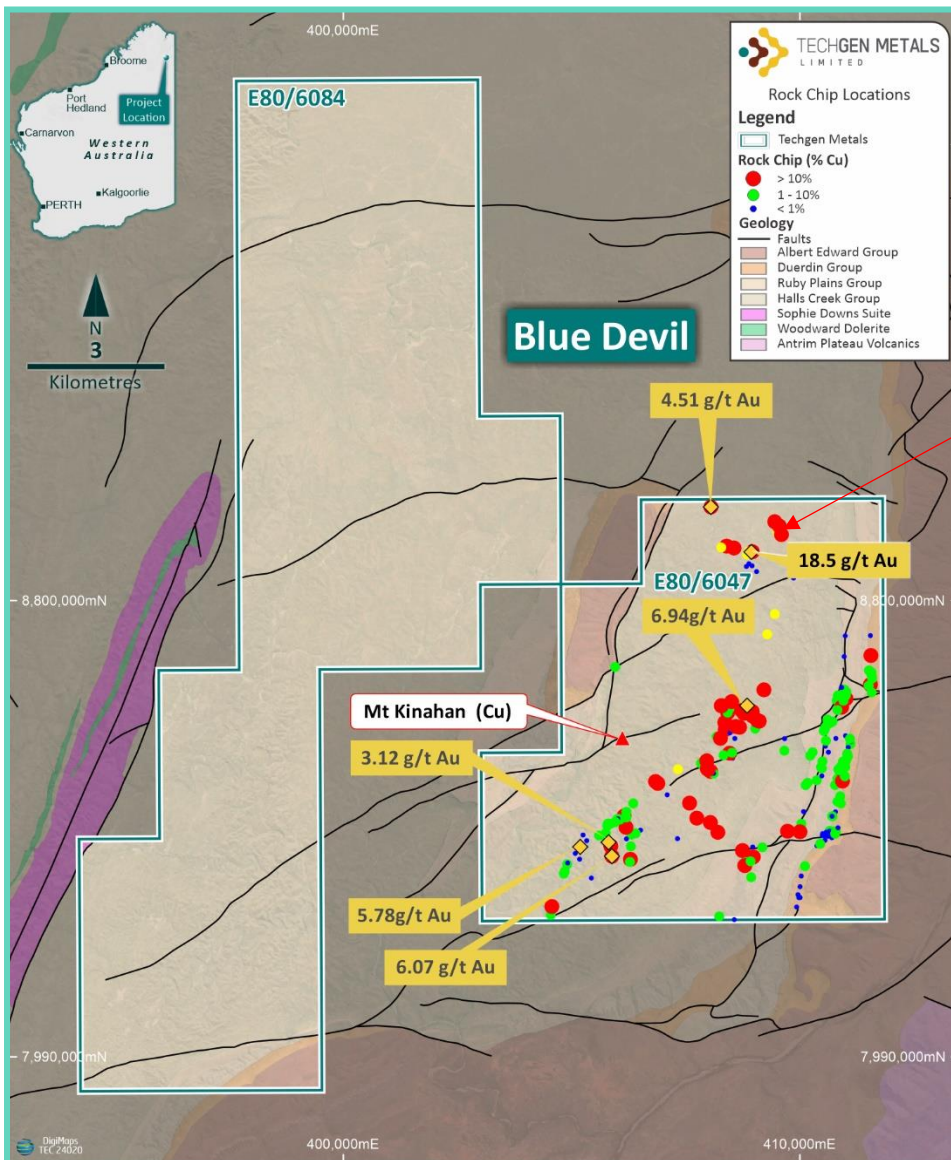 400,000mE
TECHGEN METALS
LIMITED
Rock Chip Locations
Legend
Techgen Metals
Rock Chip (% Cu)
> 10%
1 - 10%
< 1%
Geology
Faults
Albert Edward Group
Duerdin Group
Ruby Plains Group
Halls Creek Group
Sophie Downs Suite
Woodward Dolerite
Antrim Plateau Volcanics
Broome
Port
Hedland
Project
Location
Carnarvon
Western
Australia
Kalgoorlie
PERTH
N
3
Kilometres
E80/6084
Blue Devil
4.51 g/t Au
18.5 g/t Au
8,800,000mN
E80/6047
8,800,000mN
6.94g/t Au
Mt Kinahan (Cu)
3.12 g/t Au
5.78g/t Au
6.07 g/t Au
7,990,000mN
7,990,000mN
DigiMaps
TEC 24020
400,000mE
410,000mE